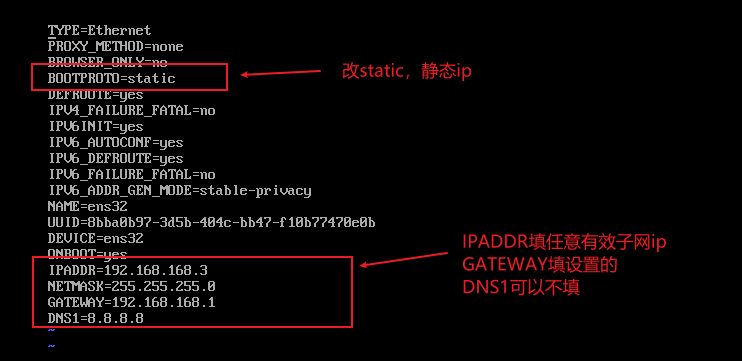 TYPE=Ethernet
PROXY_METHOD=none
BROWSER_ONLY=no
BOOTPROTO=static
改static，静态ip
DEFROUTE=yes
IPV4_FAILURE_FATAL=no
IPV6INIT=yes
IPV6_AUTOCONF=yes
IPV6_DEFROUTE=yes
IPV6_FAILURE_FATAL=no
IPV6_ADDR_GEN_MODE=stable-privacy
NAME=ens32
UUID=8bba0b97-3d5b-404c-bb47-f10b77470e0b
DEVICE=ens32
ONBOOT=yes
IPADDR=192.168.168.3
NETMASK=255.255.255.0
GATEWAY=192.168.168.1
DNS1=8.8.8.8
~
~
IPADDR填任意有效子网ip
GATEWAY填设置的
DNS1可以不填